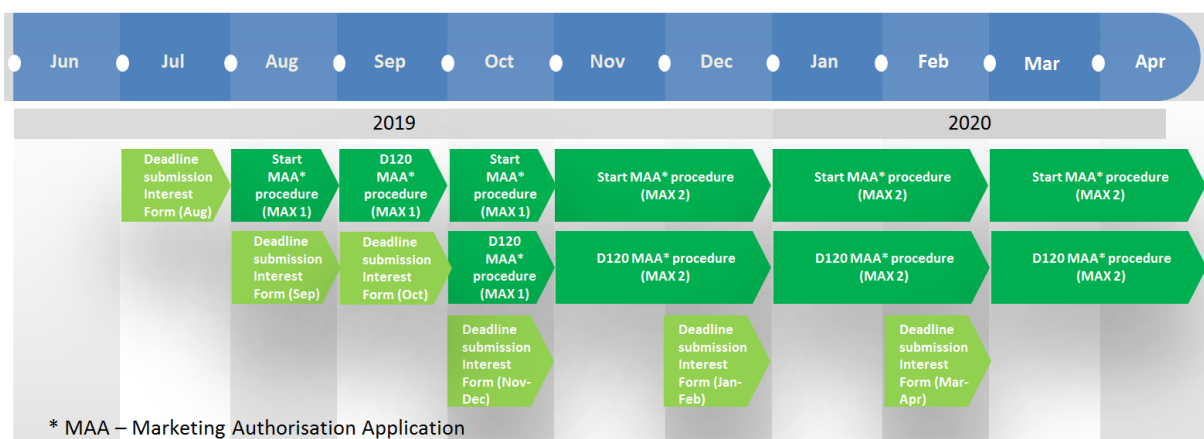 Jun
Jul
Aug
Sep
Oct
Nov
Dec
Jan
Feb
Mar
Apr
2019
2020
Deadline
submission
Interest
Form (Aug)
Start
MAA*
procedure
(MAX 1)
D120
MAA*
procedure
(MAX 1)
Start
MAA*
procedure
(MAX 1)
Start MAA* procedure
(MAX 2)
Start MAA* procedure
(MAX 2)
Start MAA* procedure
(MAX 2)
Deadline
submission
Interest
Form (Sep)
Deadline
submission
Interest
Form (Oct)
D120
MAA*
procedure
(MAX 1)
D120 MAA* procedure
(MAX 2)
D120 MAA* procedure
(MAX 2)
D120 MAA* procedure
(MAX 2)
Deadline
submission
Interest
Form (Nov-
Dec)
Deadline
submission
Interest
Form (Jan-
Feb)
Deadline
submission
Interest
Form (Mar-
Apr)
* MAA – Marketing Authorisation Application